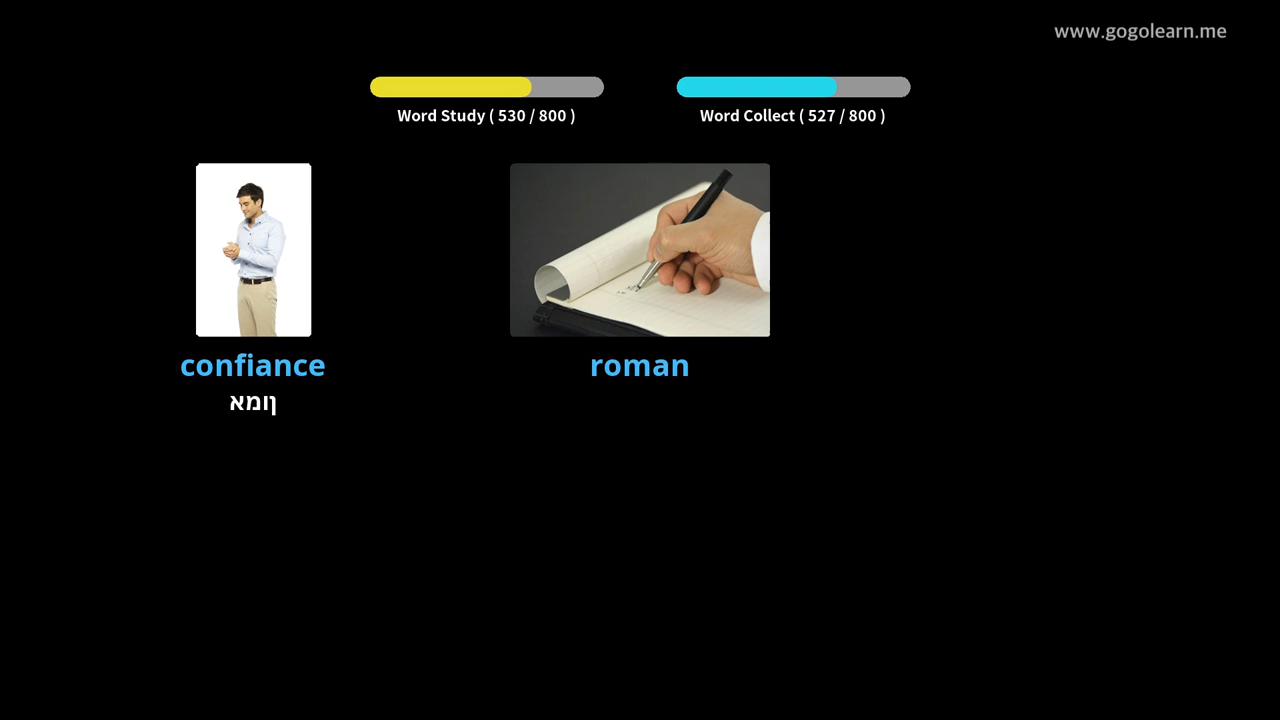 www.gogolearn.me
Word Study ( 530 / 800 )
Word Collect ( 527 / 800 )
confiance
אמון
roman